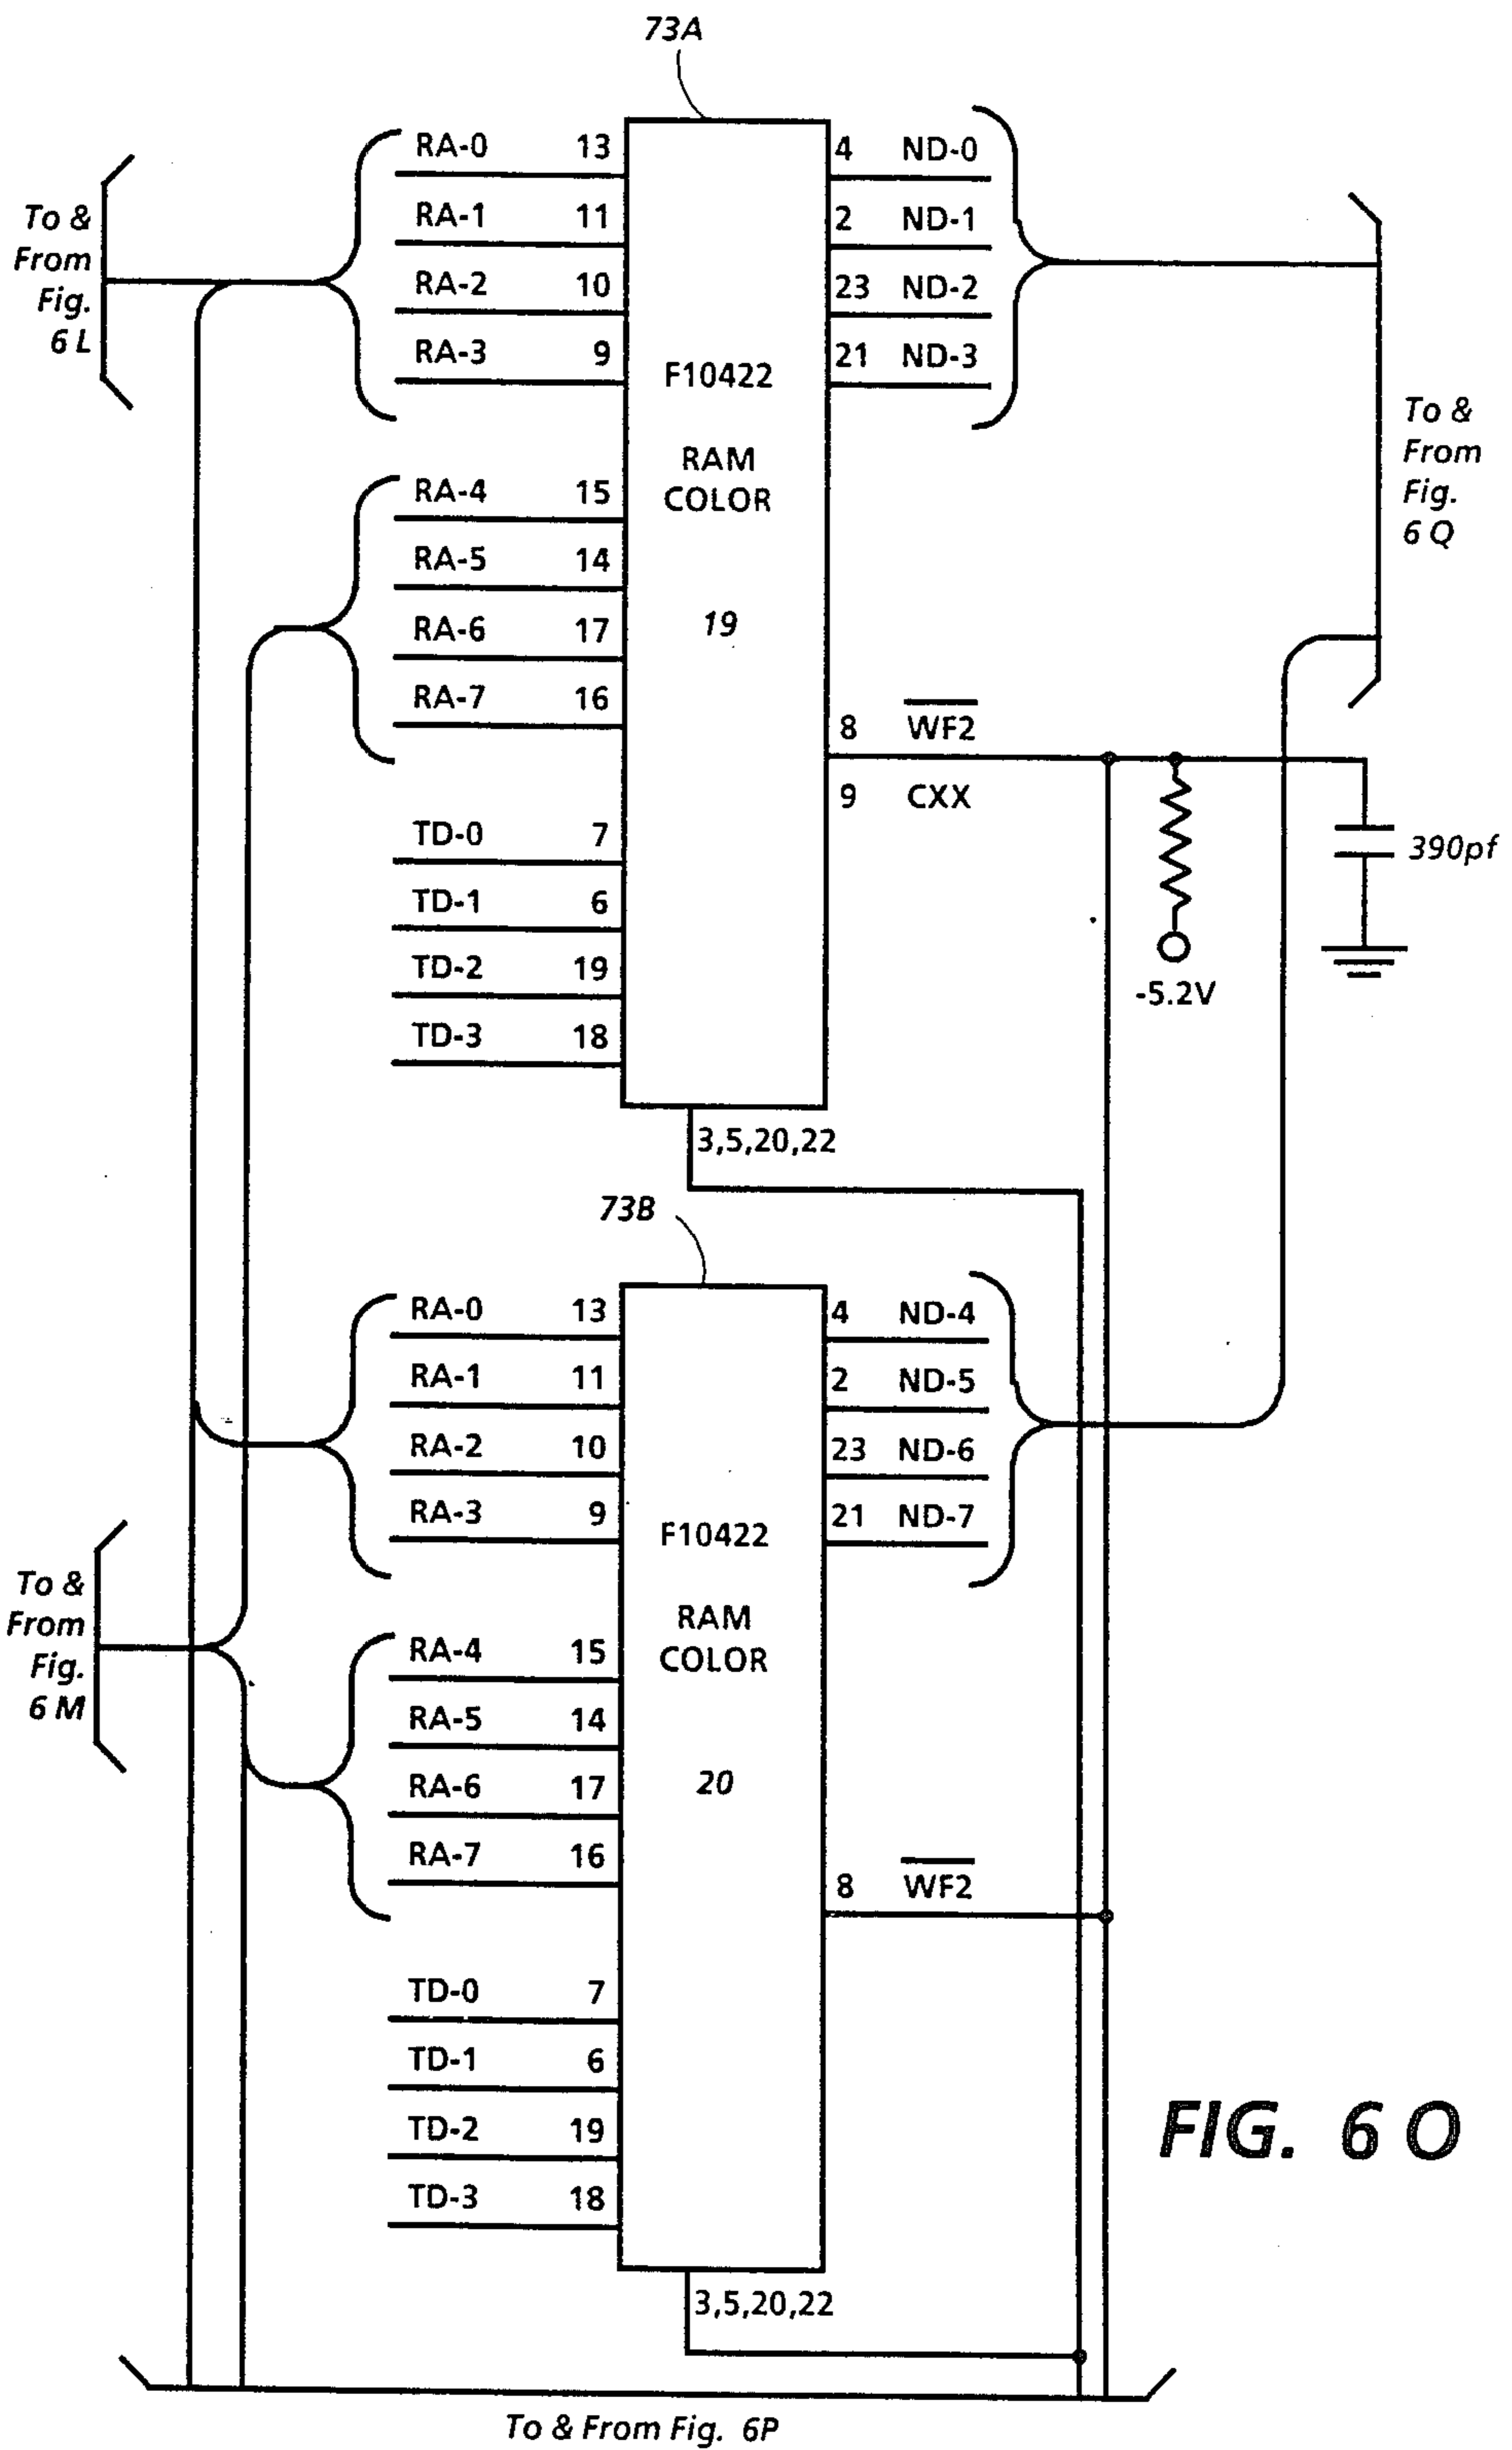 73A
To &
From
Fig.
6 L
RA-0 13
RA-1 11
RA-2 10
RA-3 9
RA-4 15
RA-5 14
RA-6 17
RA-7 16
TD-0 7
TD-1 6
TD-2 19
TD-3 18
F10422
RAM
COLOR
19
4 ND-0
2 ND-1
23 ND-2
21 ND-3
8 W̅F̅2̅
9 CXX
To &
From
Fig.
6 Q
390pf
-5.2V
3,5,20,22
73B
To &
From
Fig.
6 M
RA-0 13
RA-1 11
RA-2 10
RA-3 9
RA-4 15
RA-5 14
RA-6 17
RA-7 16
TD-0 7
TD-1 6
TD-2 19
TD-3 18
F10422
RAM
COLOR
20
4 ND-4
2 ND-5
23 ND-6
21 ND-7
8 W̅F̅2̅
3,5,20,22
FIG. 6 O
To & From Fig. 6P